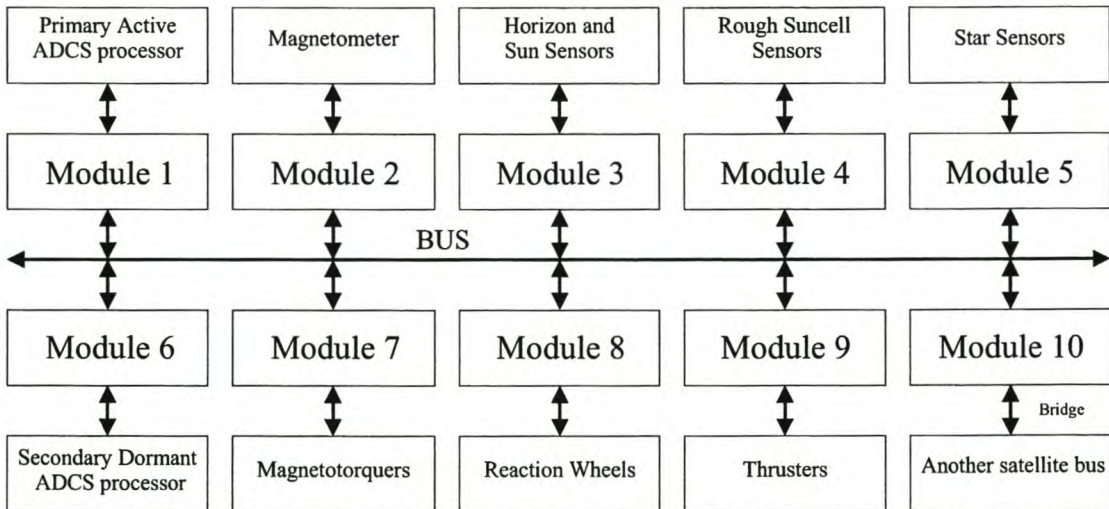 Primary Active
ADCS processor
Magnetometer
Horizon and
Sun Sensors
Rough Suncell
Sensors
Star Sensors
Module 1
Module 2
Module 3
Module 4
Module 5
BUS
Module 6
Module 7
Module 8
Module 9
Module 10
Bridge
Secondary Dormant
ADCS processor
Magnetotorquers
Reaction Wheels
Thrusters
Another satellite bus